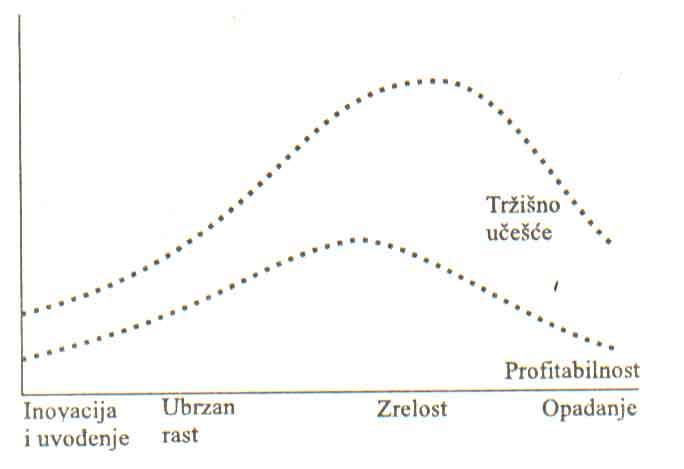 Tržišno
učešće
Profitabilnost
Inovacija
i uvođenje
Ubrzan
rast
Zrelost
Opadanje